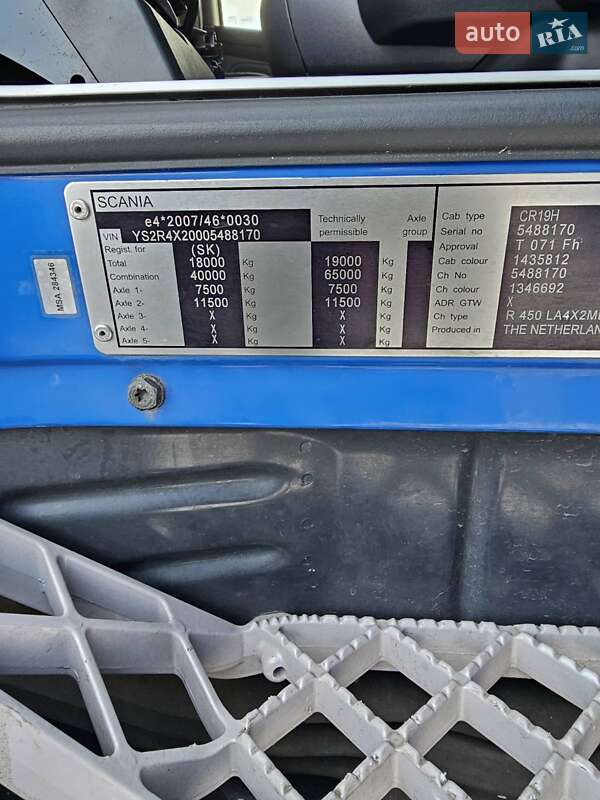 auto RIA .com
SCANIA
e4*2007/46*0030
VIN YS2R4X20005488170
Technically permissible
Axle group
Regist. for (SK)
Total 18000 Kg 19000 Kg
Combination 40000 Kg 65000 Kg
Axle 1- 7500 Kg 7500 Kg
Axle 2- 11500 Kg 11500 Kg
Axle 3- X Kg X Kg
Axle 4- X Kg X Kg
Axle 5- X Kg X Kg
Cab type CR19H
Serial no 5488170
Approval T 071 Fh
Cab colour 1435812
Ch No 5488170
Ch colour 1346692
ADR GTW X
Ch type R 450 LA4X2M
Produced in THE NETHERLAN
MSA 284346